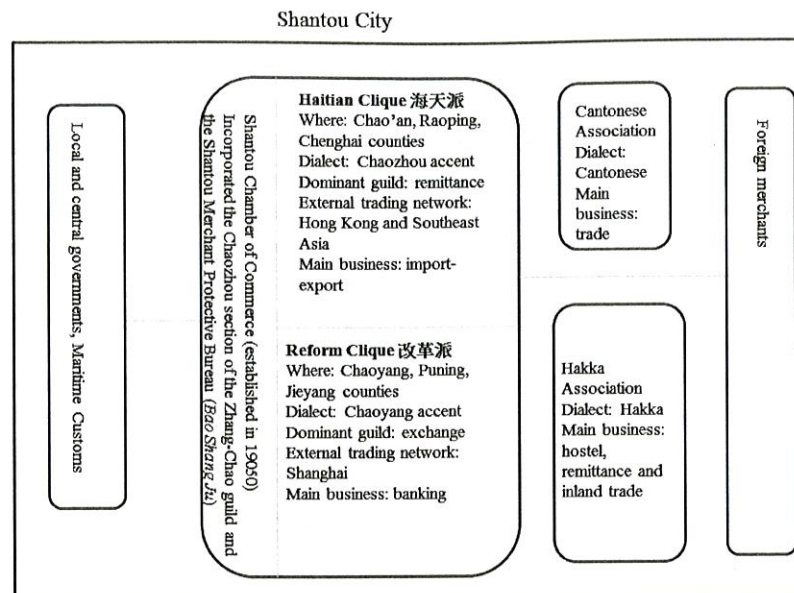 Shantou City
Local and central governments, Maritime Customs
Shantou Chamber of Commerce (established in 19050)
Incorporated the Chaozhou section of the Zhang-Chao guild and
the Shantou Merchant Protective Bureau (Bao Shang Ju)
Haitian Clique 海天派
Where: Chao’an, Raoping,
Chenghai counties
Dialect: Chaozhou accent
Dominant guild: remittance
External trading network:
Hong Kong and Southeast
Asia
Main business: import-
export
Reform Clique 改革派
Where: Chaoyang, Puning,
Jieyang counties
Dialect: Chaoyang accent
Dominant guild: exchange
External trading network:
Shanghai
Main business: banking
Cantonese
Association
Dialect:
Cantonese
Main
business:
trade
Hakka
Association
Dialect: Hakka
Main business:
hostel,
remittance and
inland trade
Foreign merchants